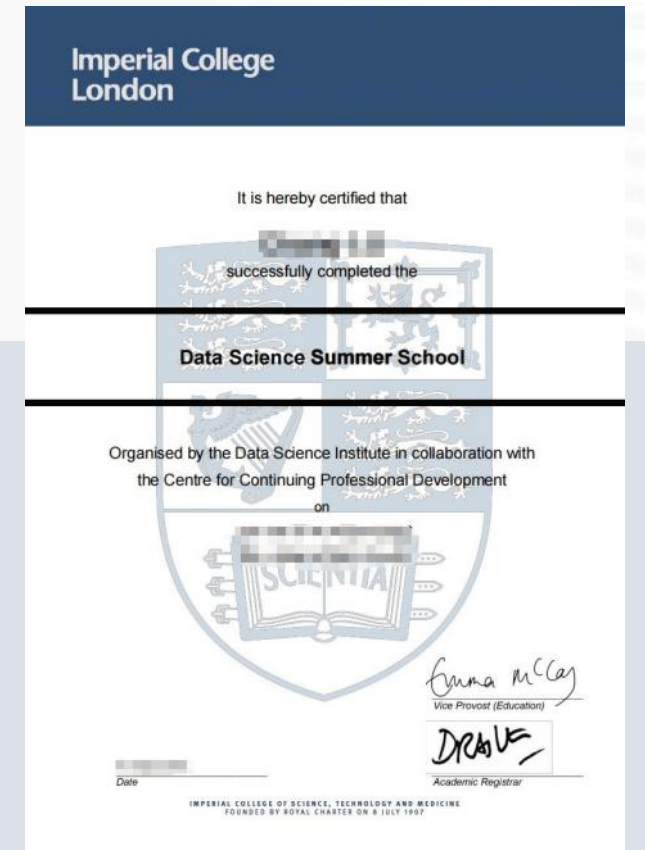 Imperial College
London
It is hereby certified that
successfully completed the
Data Science Summer School
Organised by the Data Science Institute in collaboration with
the Centre for Continuing Professional Development
on
SCIENTIA
Emma McCoy
Vice Provost (Education)
Date
Academic Registrar
IMPERIAL COLLEGE OF SCIENCE, TECHNOLOGY AND MEDICINE
FOUNDED BY ROYAL CHARTER ON 8 JULY 1907